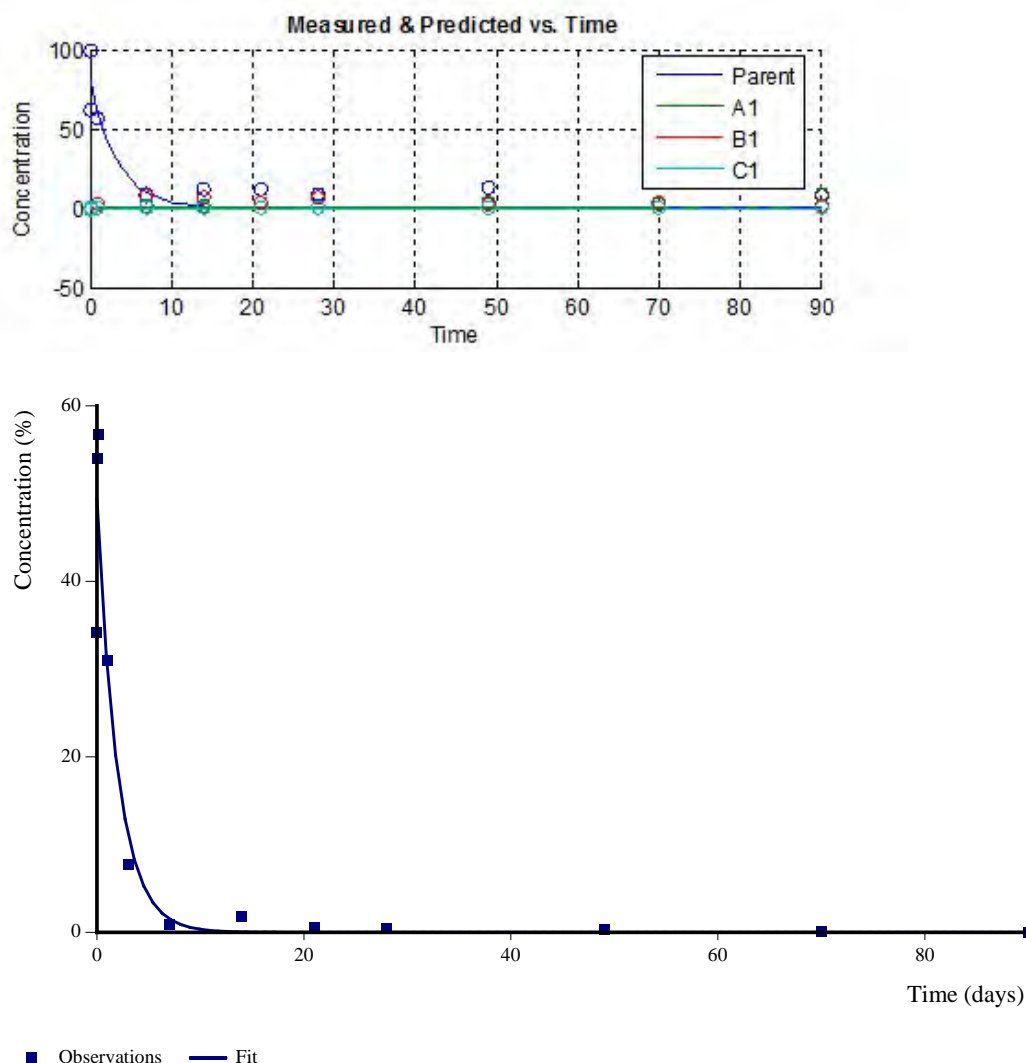 Measured & Predicted vs. Time
100
50
0
-50
Concentration
0 10 20 30 40 50 60 70 80 90
Time
Parent
A1
B1
C1
60
40
20
0
Concentration (%)
0 20 40 60 80
Time (days)
Observations Fit